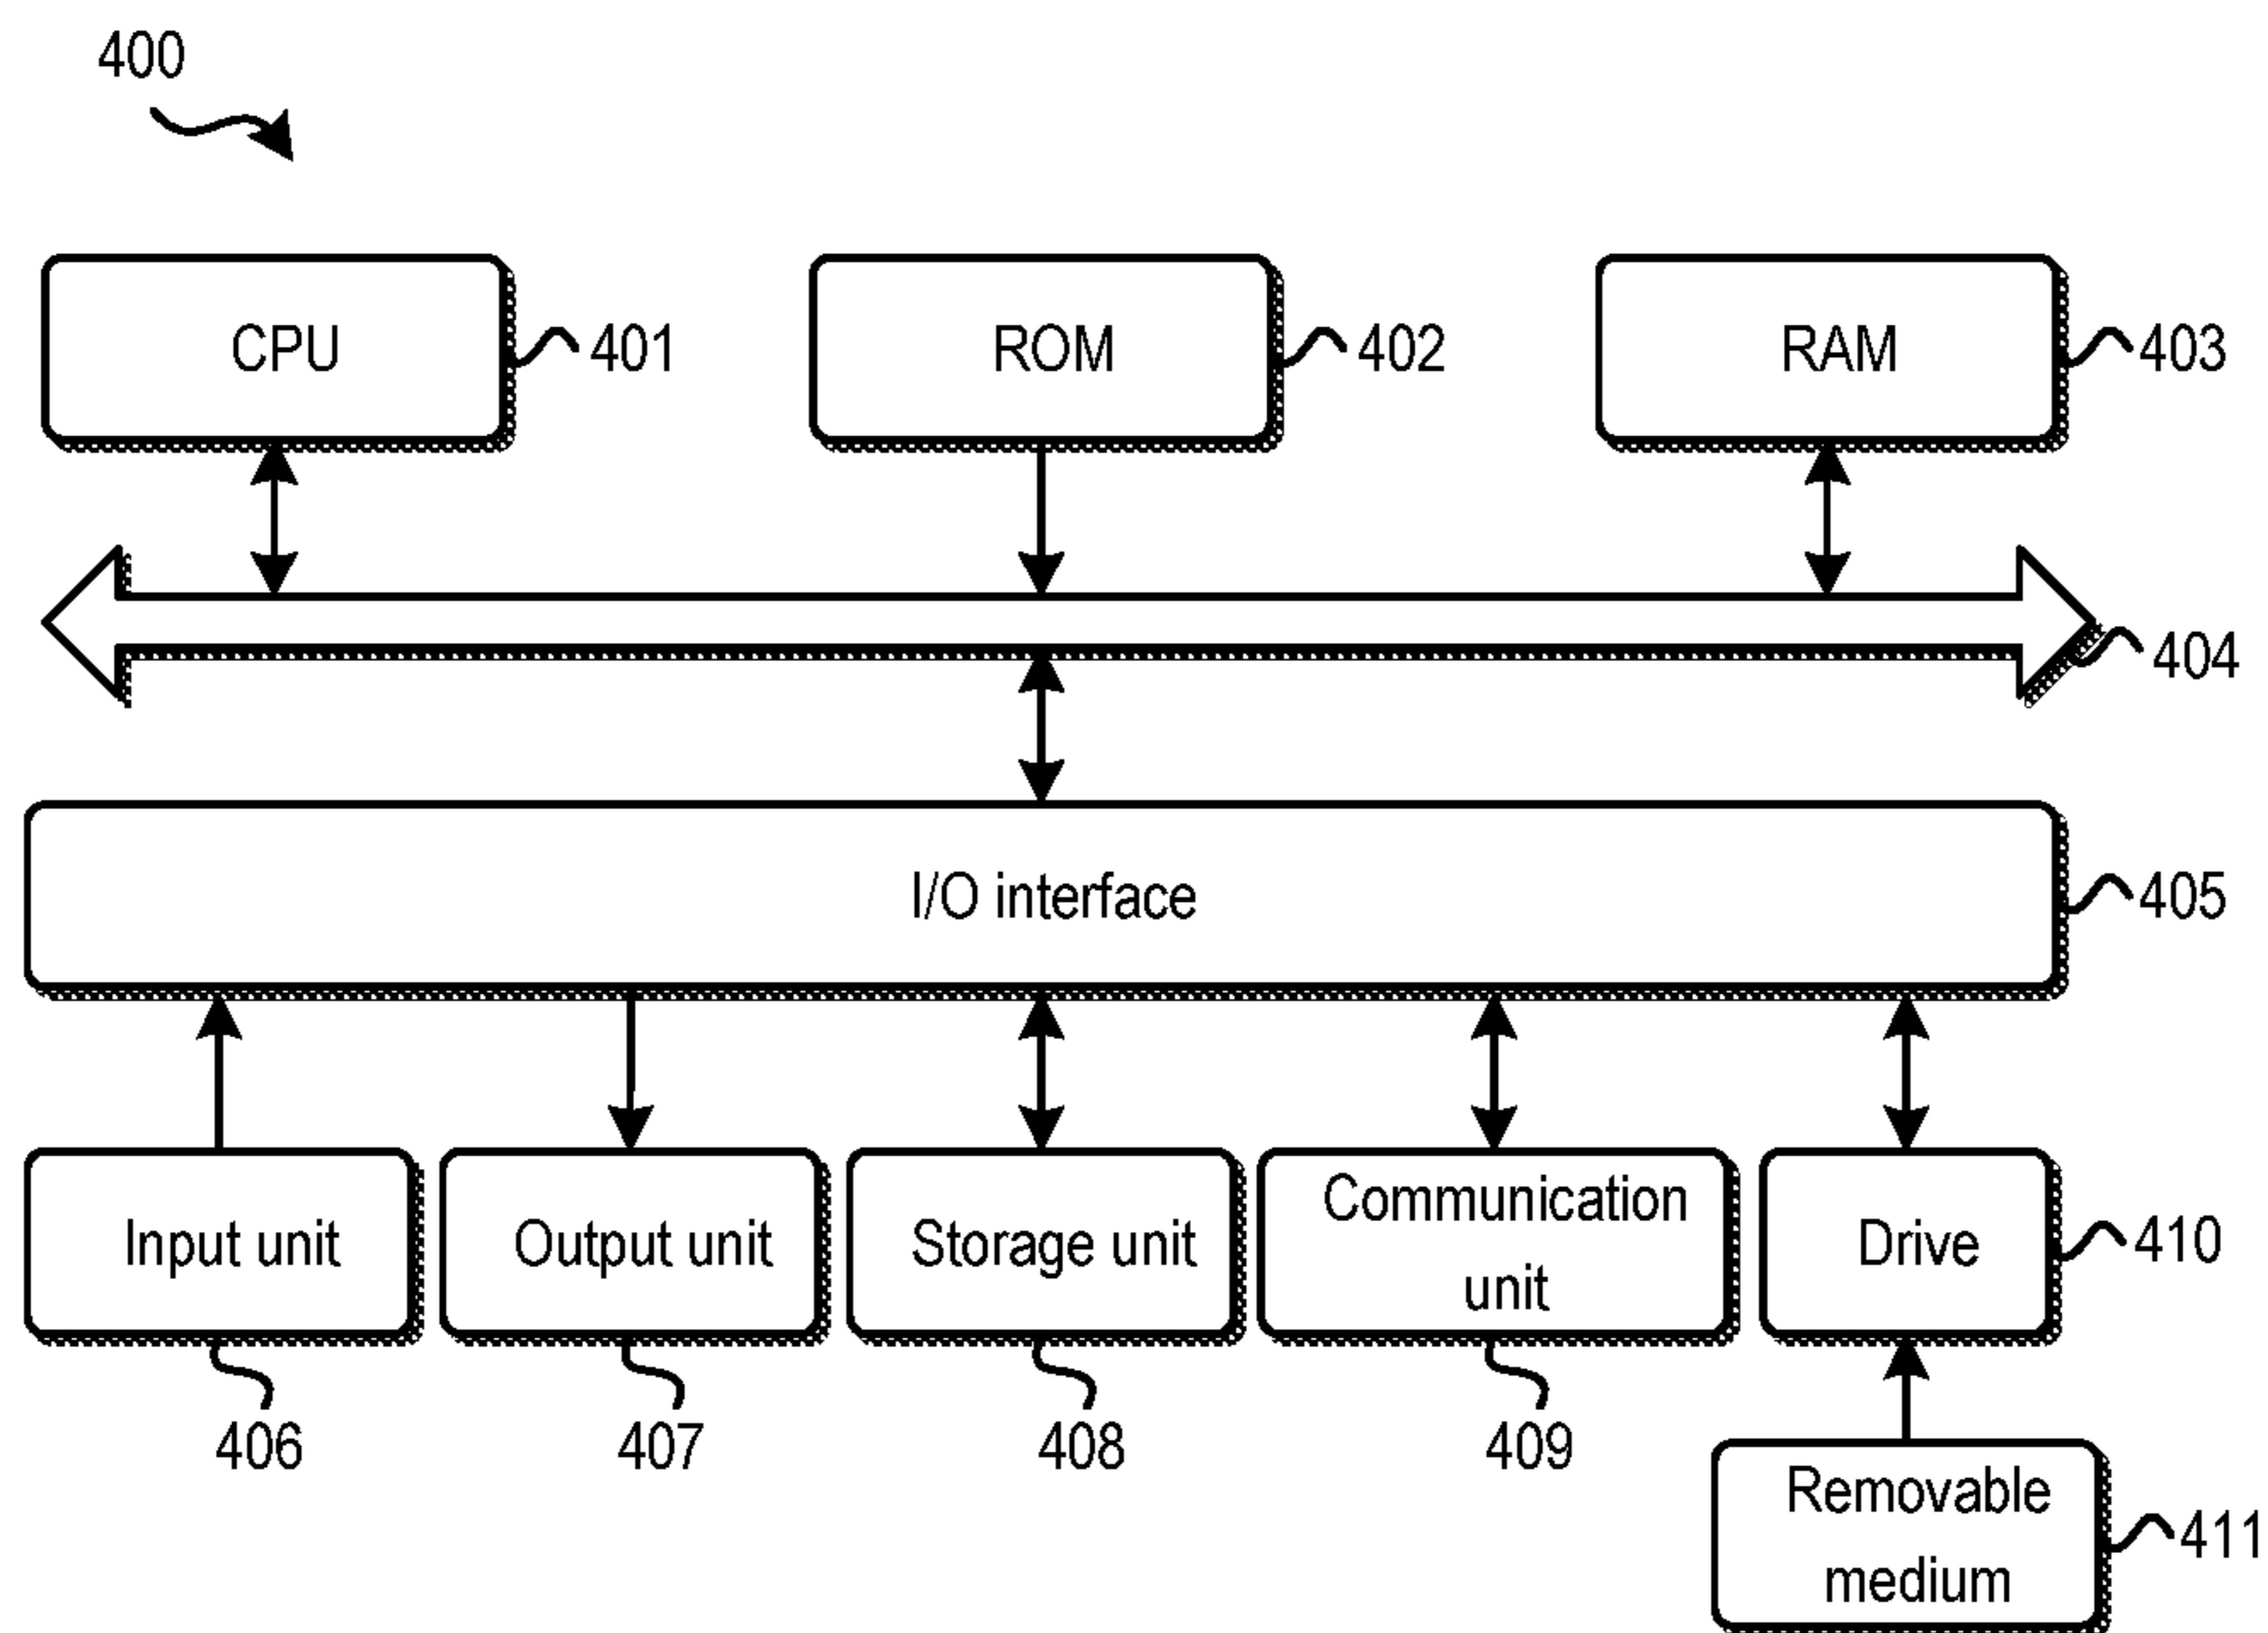 400
CPU
401
ROM
402
RAM
403
404
I/O interface
405
Input unit
Output unit
Storage unit
Communication
unit
Drive
410
406
407
408
409
Removable
medium
411